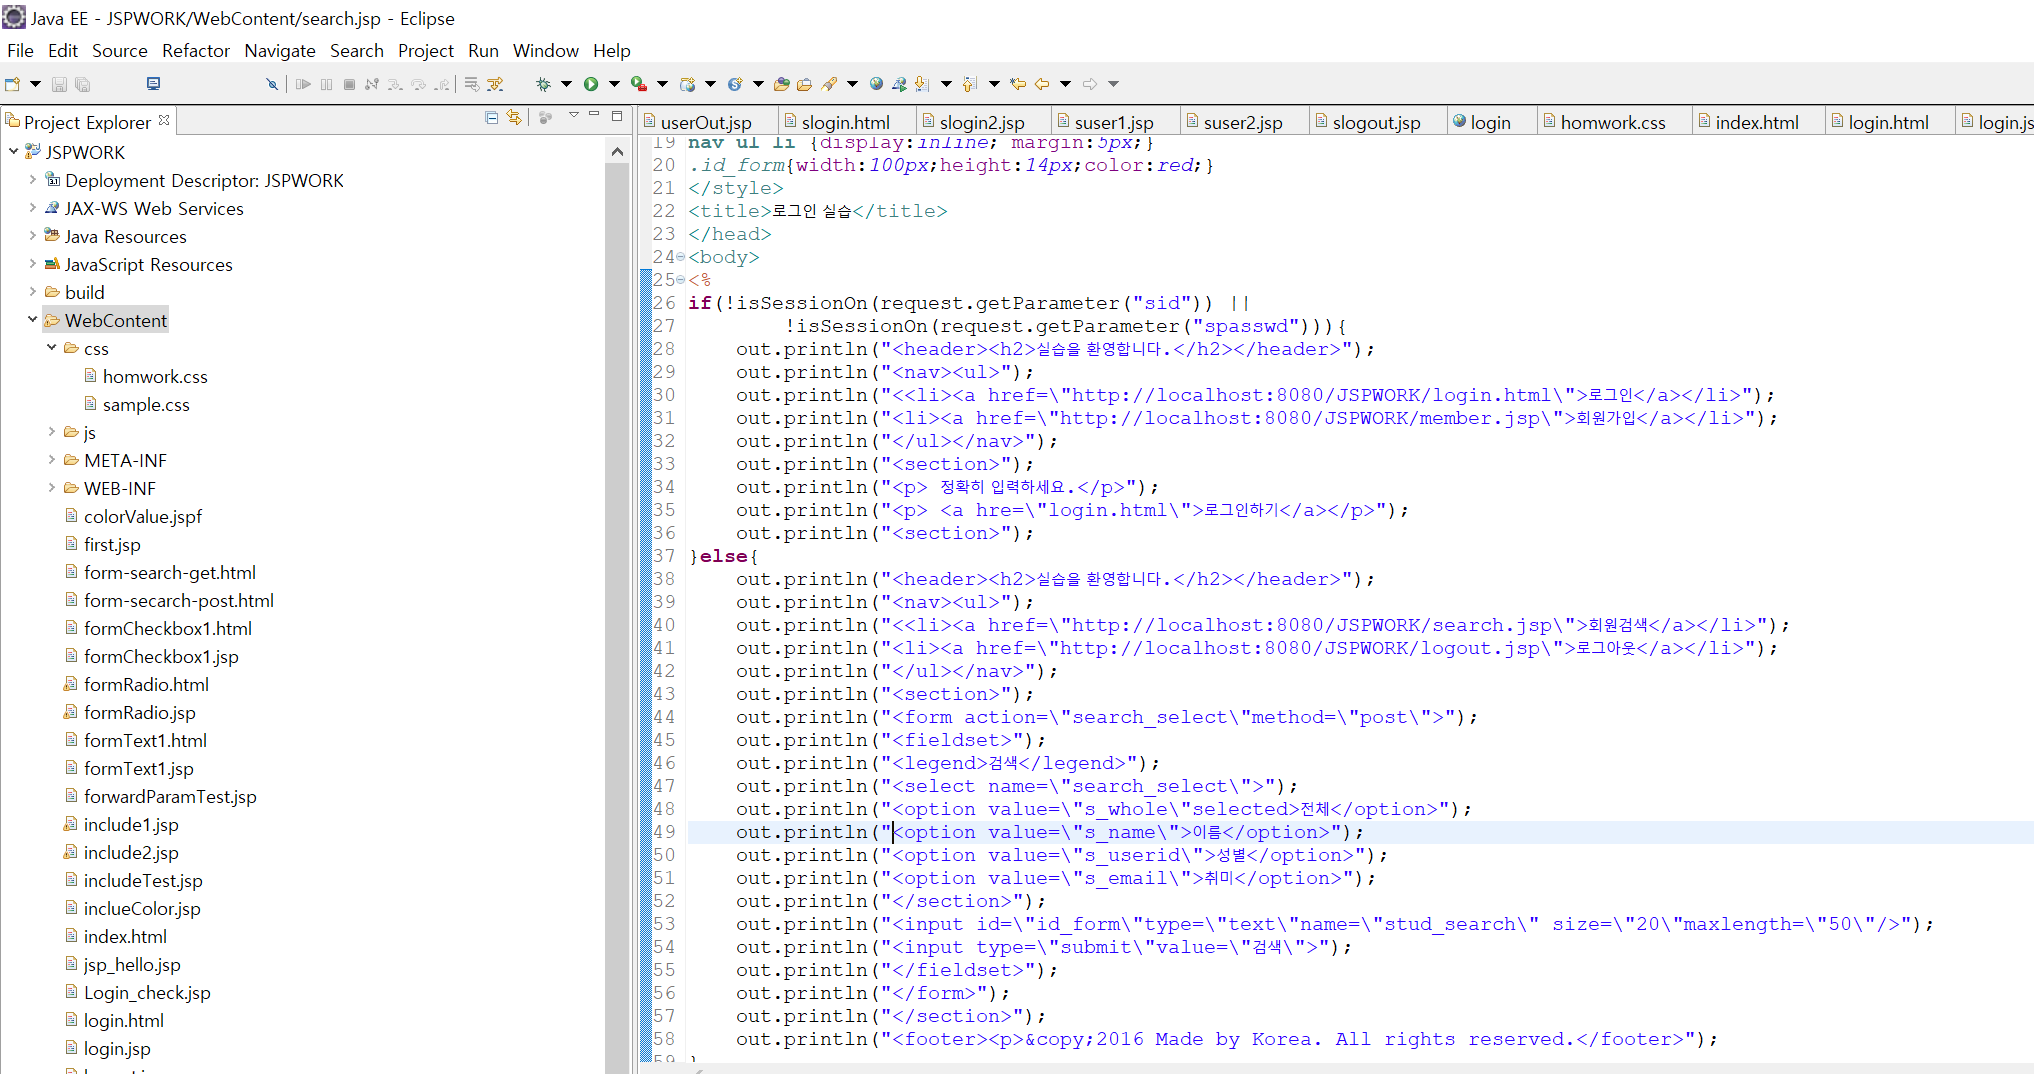 Java EE - JSPWORK/WebContent/search.jsp - Eclipse
File Edit Source Refactor Navigate Search Project Run Window Help
Project Explorer
JSPWORK
Deployment Descriptor: JSPWORK
JAX-WS Web Services
Java Resources
JavaScript Resources
build
WebContent
css
homwork.css
sample.css
js
META-INF
WEB-INF
colorValue.jspf
first.jsp
form-search-get.html
form-secarch-post.html
formCheckbox1.html
formCheckbox1.jsp
formRadio.html
formRadio.jsp
formText1.html
formText1.jsp
forwardParamTest.jsp
include1.jsp
include2.jsp
includeTest.jsp
inclueColor.jsp
index.html
jsp_hello.jsp
Login_check.jsp
login.html
login.jsp
userOut.jsp slogin.html slogin2.jsp suser1.jsp suser2.jsp slogout.jsp login homwork.css index.html login.html login.js
19 nav ul li {display:inline; margin:5px;}
20 .id_form{width:100px;height:14px;color:red;}
21 </style>
22 <title>로그인 실습</title>
23 </head>
24 <body>
25 <%
26 if(!isSessionOn(request.getParameter("sid")) ||
27 !isSessionOn(request.getParameter("spasswd"))){
28 out.println("<header><h2>실습을 환영합니다.</h2></header>");
29 out.println("<nav><ul>");
30 out.println("<<li><a href=\"http://localhost:8080/JSPWORK/login.html\">로그인</a></li>");
31 out.println("<li><a href=\"http://localhost:8080/JSPWORK/member.jsp\">회원가입</a></li>");
32 out.println("</ul></nav>");
33 out.println("<section>");
34 out.println("<p> 정확히 입력하세요.</p>");
35 out.println("<p> <a hre=\"login.html\">로그인하기</a></p>");
36 out.println("<section>");
37 }else{
38 out.println("<header><h2>실습을 환영합니다.</h2></header>");
39 out.println("<nav><ul>");
40 out.println("<<li><a href=\"http://localhost:8080/JSPWORK/search.jsp\">회원검색</a></li>");
41 out.println("<li><a href=\"http://localhost:8080/JSPWORK/logout.jsp\">로그아웃</a></li>");
42 out.println("</ul></nav>");
43 out.println("<section>");
44 out.println("<form action=\"search_select\"method=\"post\">");
45 out.println("<fieldset>");
46 out.println("<legend>검색</legend>");
47 out.println("<select name=\"search_select\">");
48 out.println("<option value=\"s_whole\"selected>전체</option>");
49 out.println("<option value=\"s_name\">이름</option>");
50 out.println("<option value=\"s_userid\">성별</option>");
51 out.println("<option value=\"s_email\">취미</option>");
52 out.println("</section>");
53 out.println("<input id=\"id_form\"type=\"text\"name=\"stud_search\" size=\"20\"maxlength=\"50\"/>");
54 out.println("<input type=\"submit\"value=\"검색\">");
55 out.println("</fieldset>");
56 out.println("</form>");
57 out.println("</section>");
58 out.println("<footer><p>&copy;2016 Made by Korea. All rights reserved.</footer>");
59 }